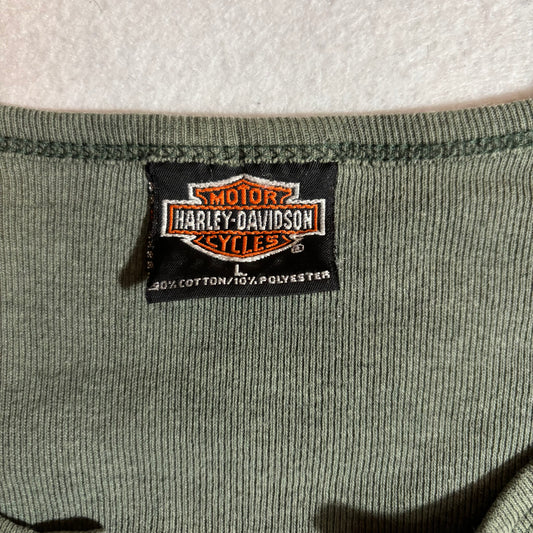 MOTOR
HARLEY-DAVIDSON
CYCLES
®
L
90% COTTON/10% POLYESTER